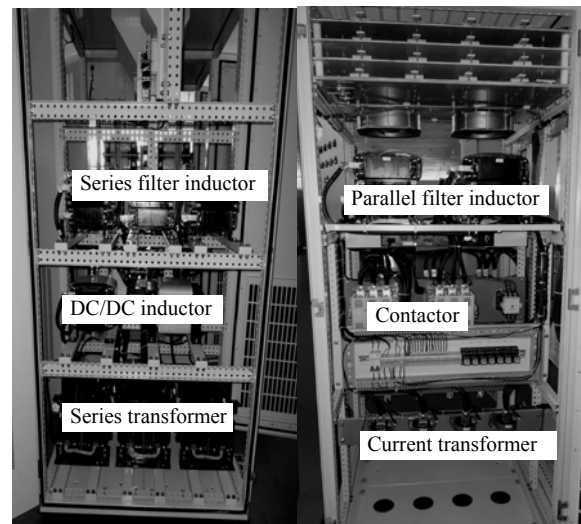 Series filter inductor
DC/DC inductor
Series transformer
Parallel filter inductor
Contactor
Current transformer